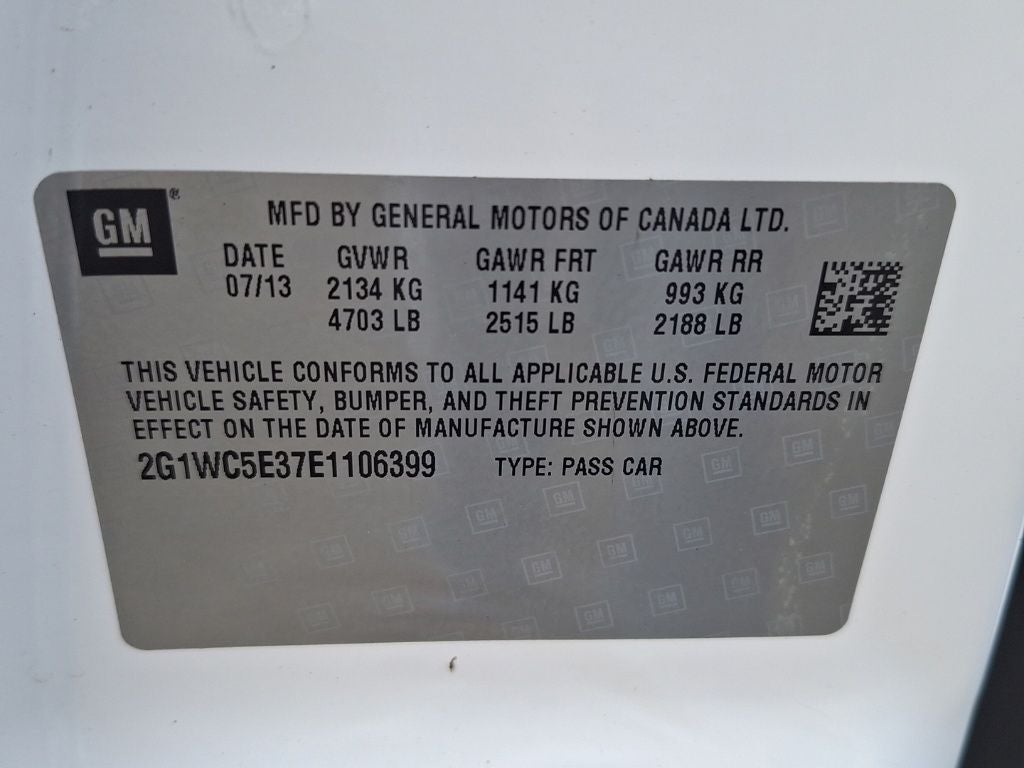 GM®
MFD BY GENERAL MOTORS OF CANADA LTD.
DATE GVWR GAWR FRT GAWR RR
07/13 2134 KG 1141 KG 993 KG
4703 LB 2515 LB 2188 LB
THIS VEHICLE CONFORMS TO ALL APPLICABLE U.S. FEDERAL MOTOR
VEHICLE SAFETY, BUMPER, AND THEFT PREVENTION STANDARDS IN
EFFECT ON THE DATE OF MANUFACTURE SHOWN ABOVE.
2G1WC5E37E1106399 TYPE: PASS CAR